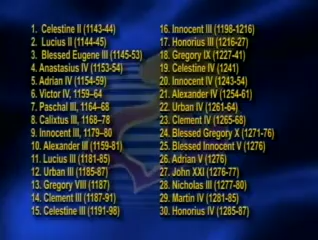 1. Celestine II (1143-44)
2. Lucius II (1144-45)
3. Blessed Eugene III (1145-53)
4. Anastasius IV (1153-54)
5. Adrian IV (1154-59)
6. Victor IV, 1159–64
7. Paschal III, 1164–68
8. Calixtus III, 1168–78
9. Innocent III, 1179–80
10. Alexander III (1159-81)
11. Lucius III (1181-85)
12. Urban III (1185-87)
13. Gregory VIII (1187)
14. Clement III (1187-91)
15. Celestine III (1191-98)
16. Innocent III (1198-1216)
17. Honorius III (1216-27)
18. Gregory IX (1227-41)
19. Celestine IV (1241)
20. Innocent IV (1243-54)
21. Alexander IV (1254-61)
22. Urban IV (1261-64)
23. Clement IV (1265-68)
24. Blessed Gregory X (1271-76)
25. Blessed Innocent V (1276)
26. Adrian V (1276)
27. John XXI (1276-77)
28. Nicholas III (1277-80)
29. Martin IV (1281-85)
30. Honorius IV (1285-87)